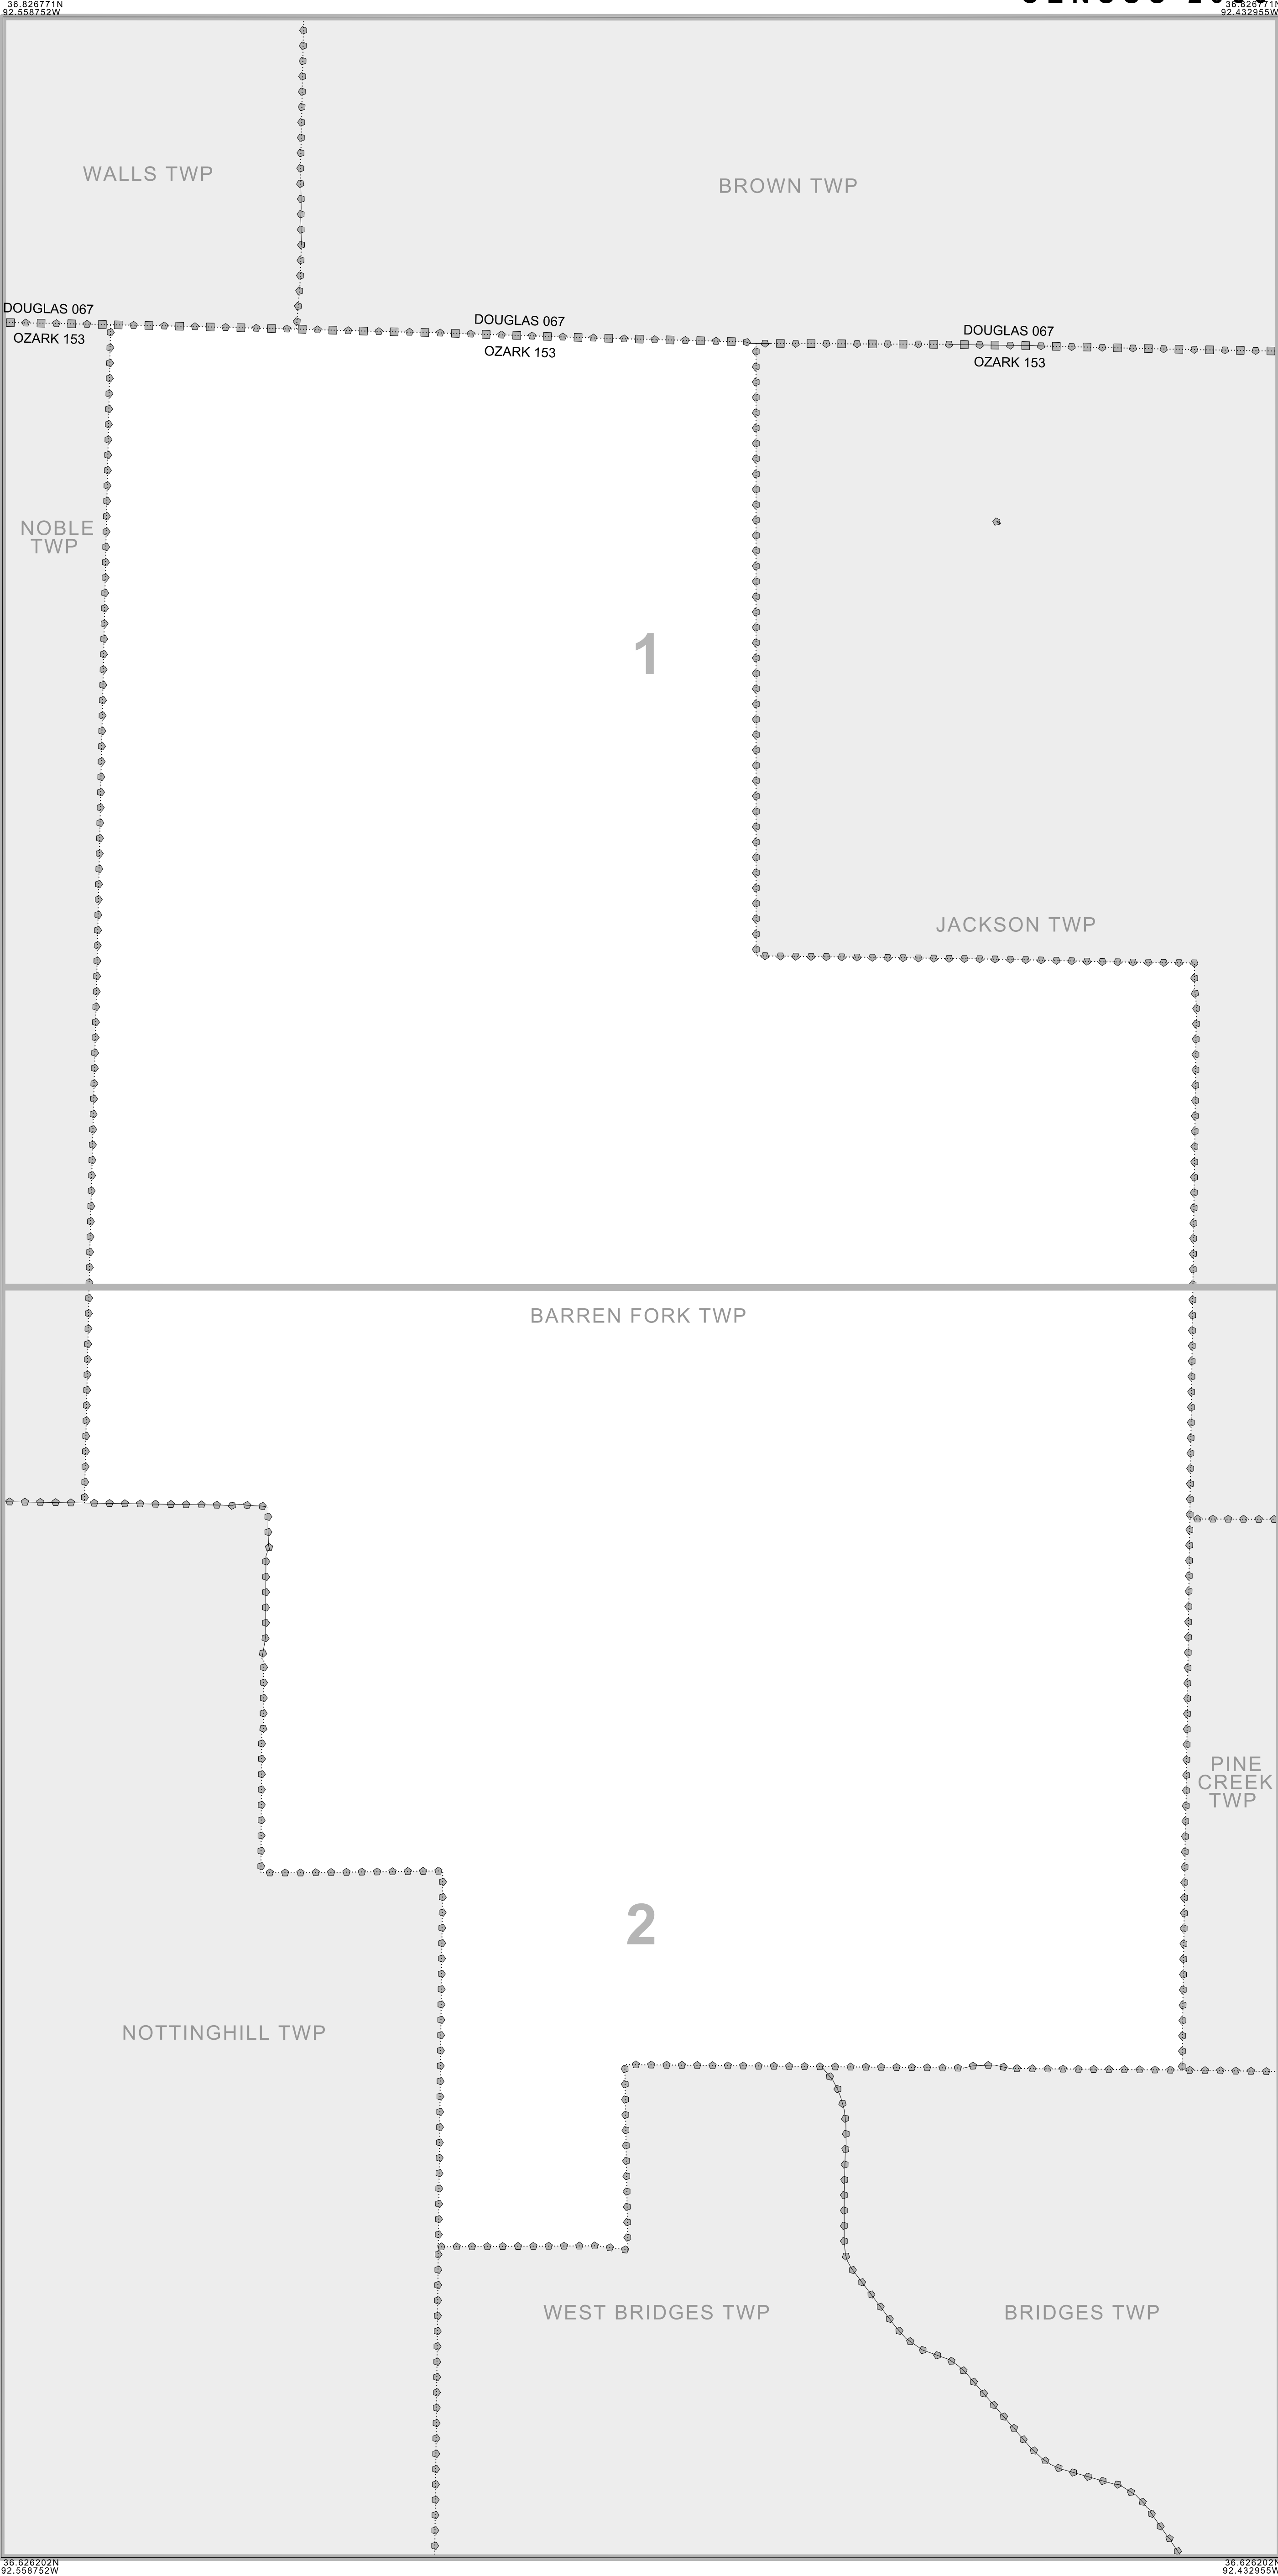 36.826771N
92.558752W
36.826771N
92.432955W
WALLS TWP
BROWN TWP
DOUGLAS 067
OZARK 153
DOUGLAS 067
OZARK 153
DOUGLAS 067
OZARK 153
NOBLE
TWP
1
JACKSON TWP
BARREN FORK TWP
PINE
CREEK
TWP
2
NOTTINGHILL TWP
WEST BRIDGES TWP
BRIDGES TWP
36.626202N
92.558752W
36.626202N
92.432955W